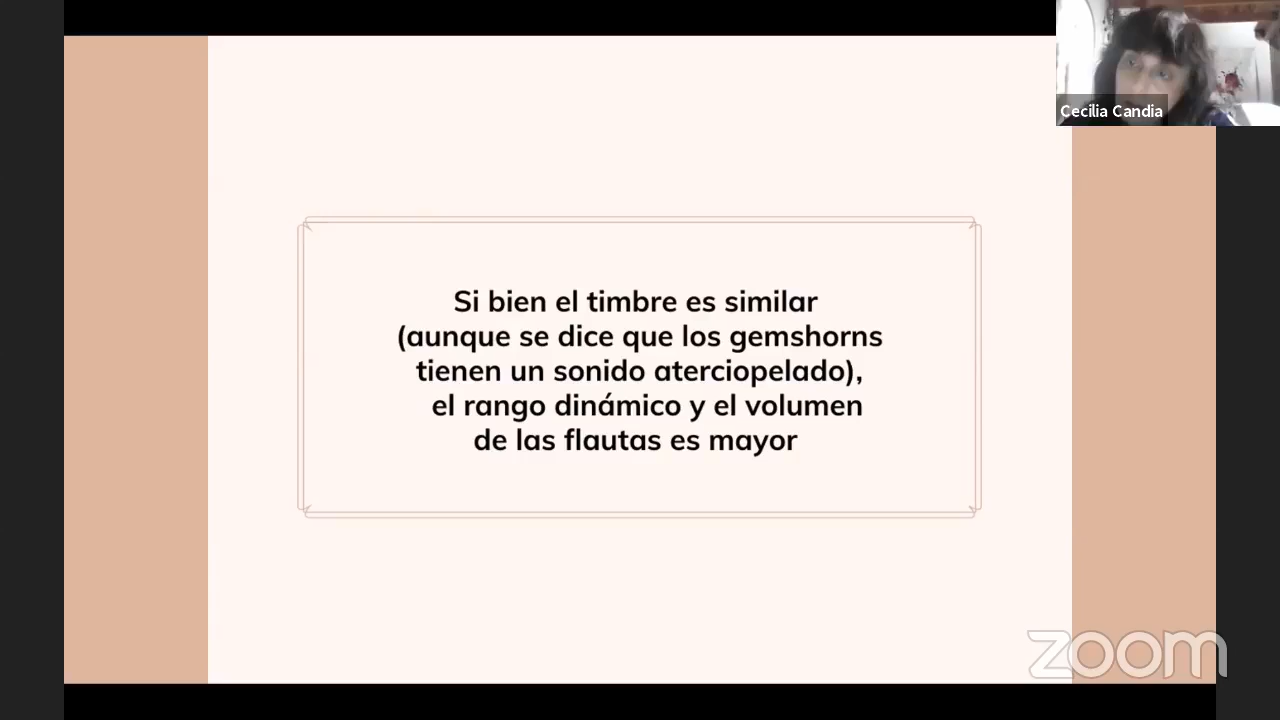 Cecilia Candia
Si bien el timbre es similar
(aunque se dice que los gemshorns
tienen un sonido aterciopelado),
el rango dinámico y el volumen
de las flautas es mayor
zoom